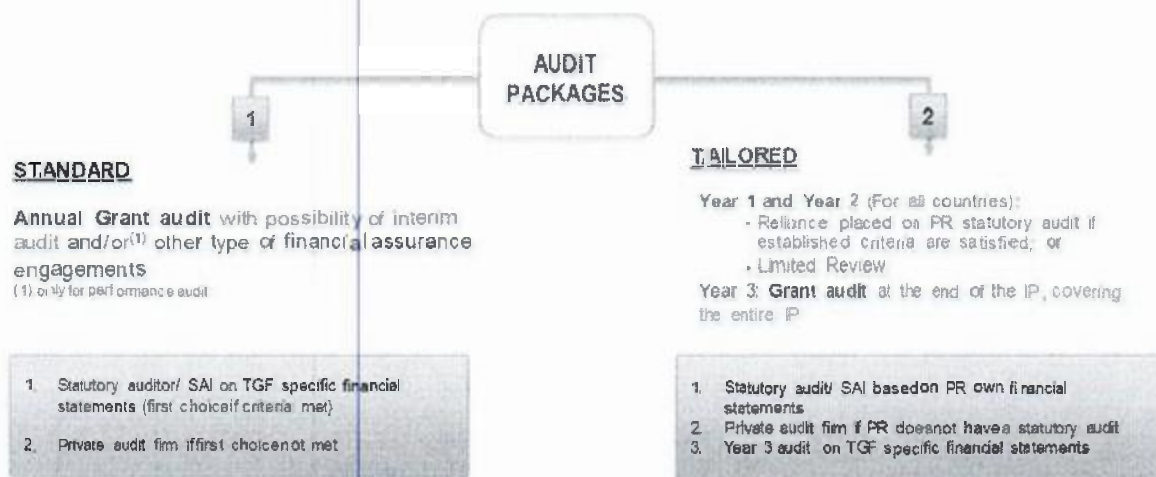 AUDIT
PACKAGES
1
STANDARD
Annual Grant audit with possibility of interim
audit and/or(1) other type of financial assurance
engagements
(1) only for performance audit
1. Statutory auditor/ SAI on TGF specific financial
statements (first choice if criteria met)
2. Private audit firm if first choice not met
2
TAILORED
Year 1 and Year 2 (For all countries):
- Reliance placed on PR statutory audit if
established criteria are satisfied; or
- Limited Review
Year 3: Grant audit at the end of the IP, covering
the entire IP
1. Statutory audit/ SAI based on PR own financial
statements
2. Private audit firm if PR does not have a statutory audit
3. Year 3 audit on TGF specific financial statements